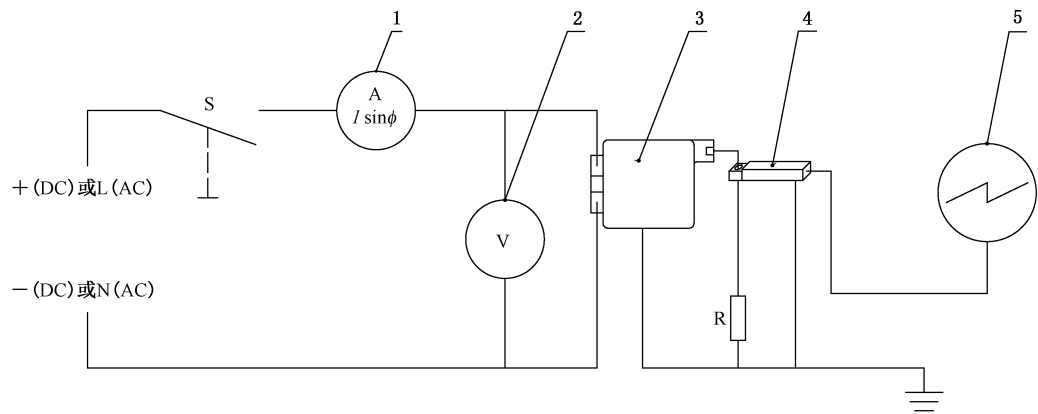 1 2 3 4 5
S
A
I sinϕ
+(DC)或L(AC)
V
−(DC)或N(AC)
R